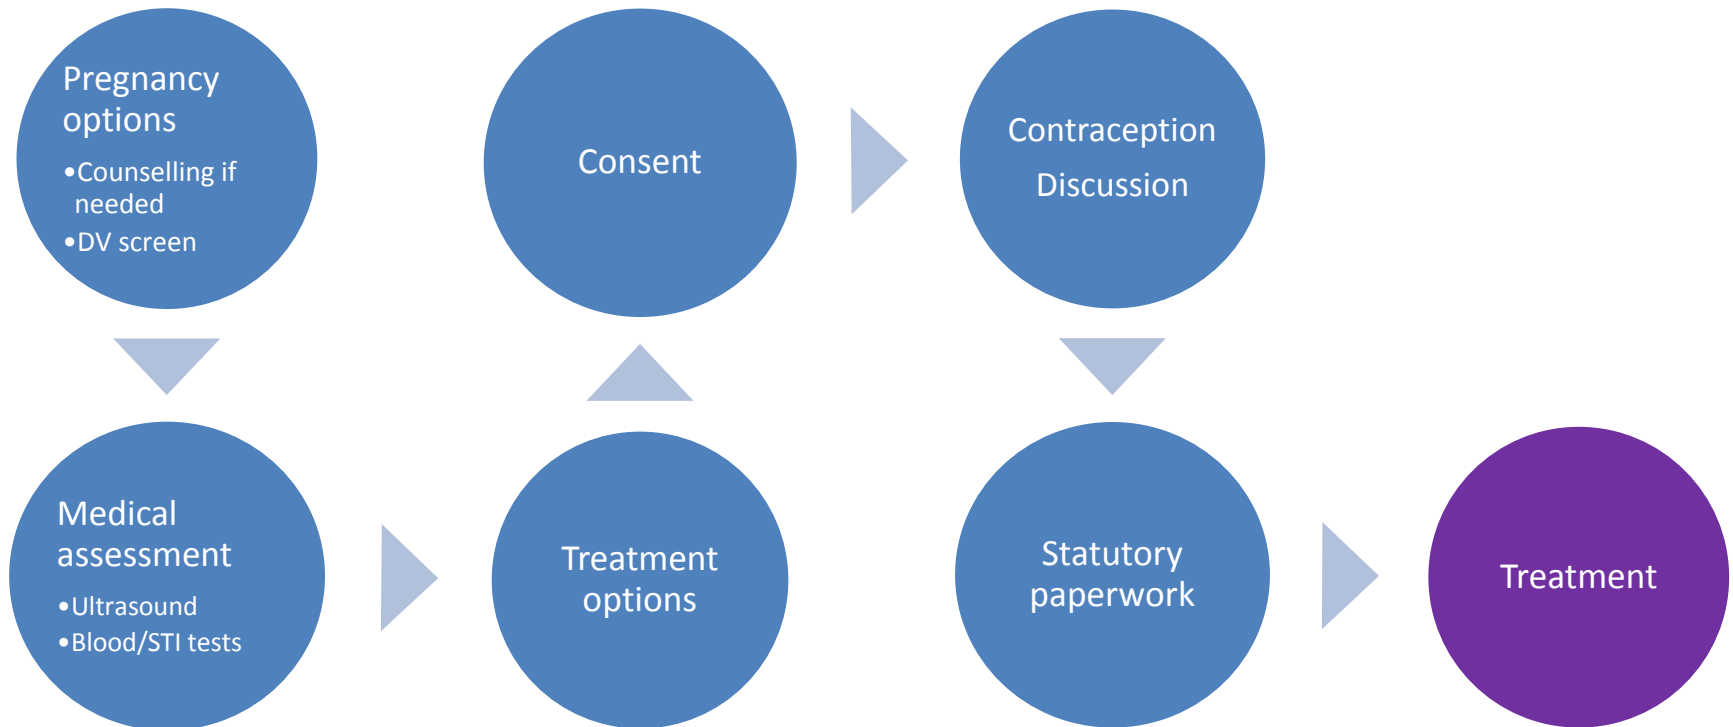 Pregnancy
options
•Counselling if
needed
•DV screen
Medical
assessment
•Ultrasound
•Blood/STI tests
Treatment
options
Consent
Contraception
Discussion
Statutory
paperwork
Treatment